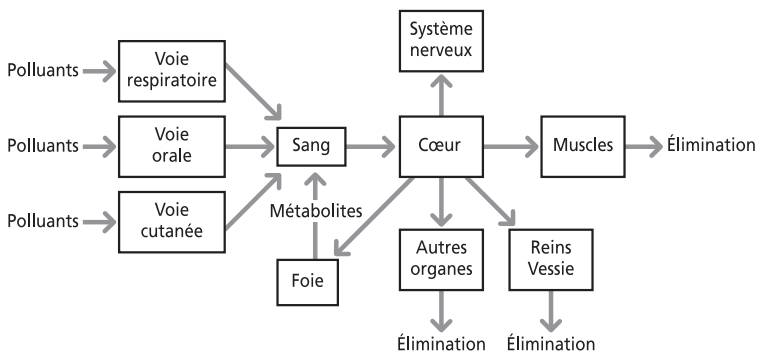 Système
nerveux
Polluants
Voie
respiratoire
Polluants
Voie
orale
Sang
Cœur
Muscles
Élimination
Polluants
Voie
cutanée
Métabolites
Foie
Autres
organes
Reins
Vessie
Élimination
Élimination